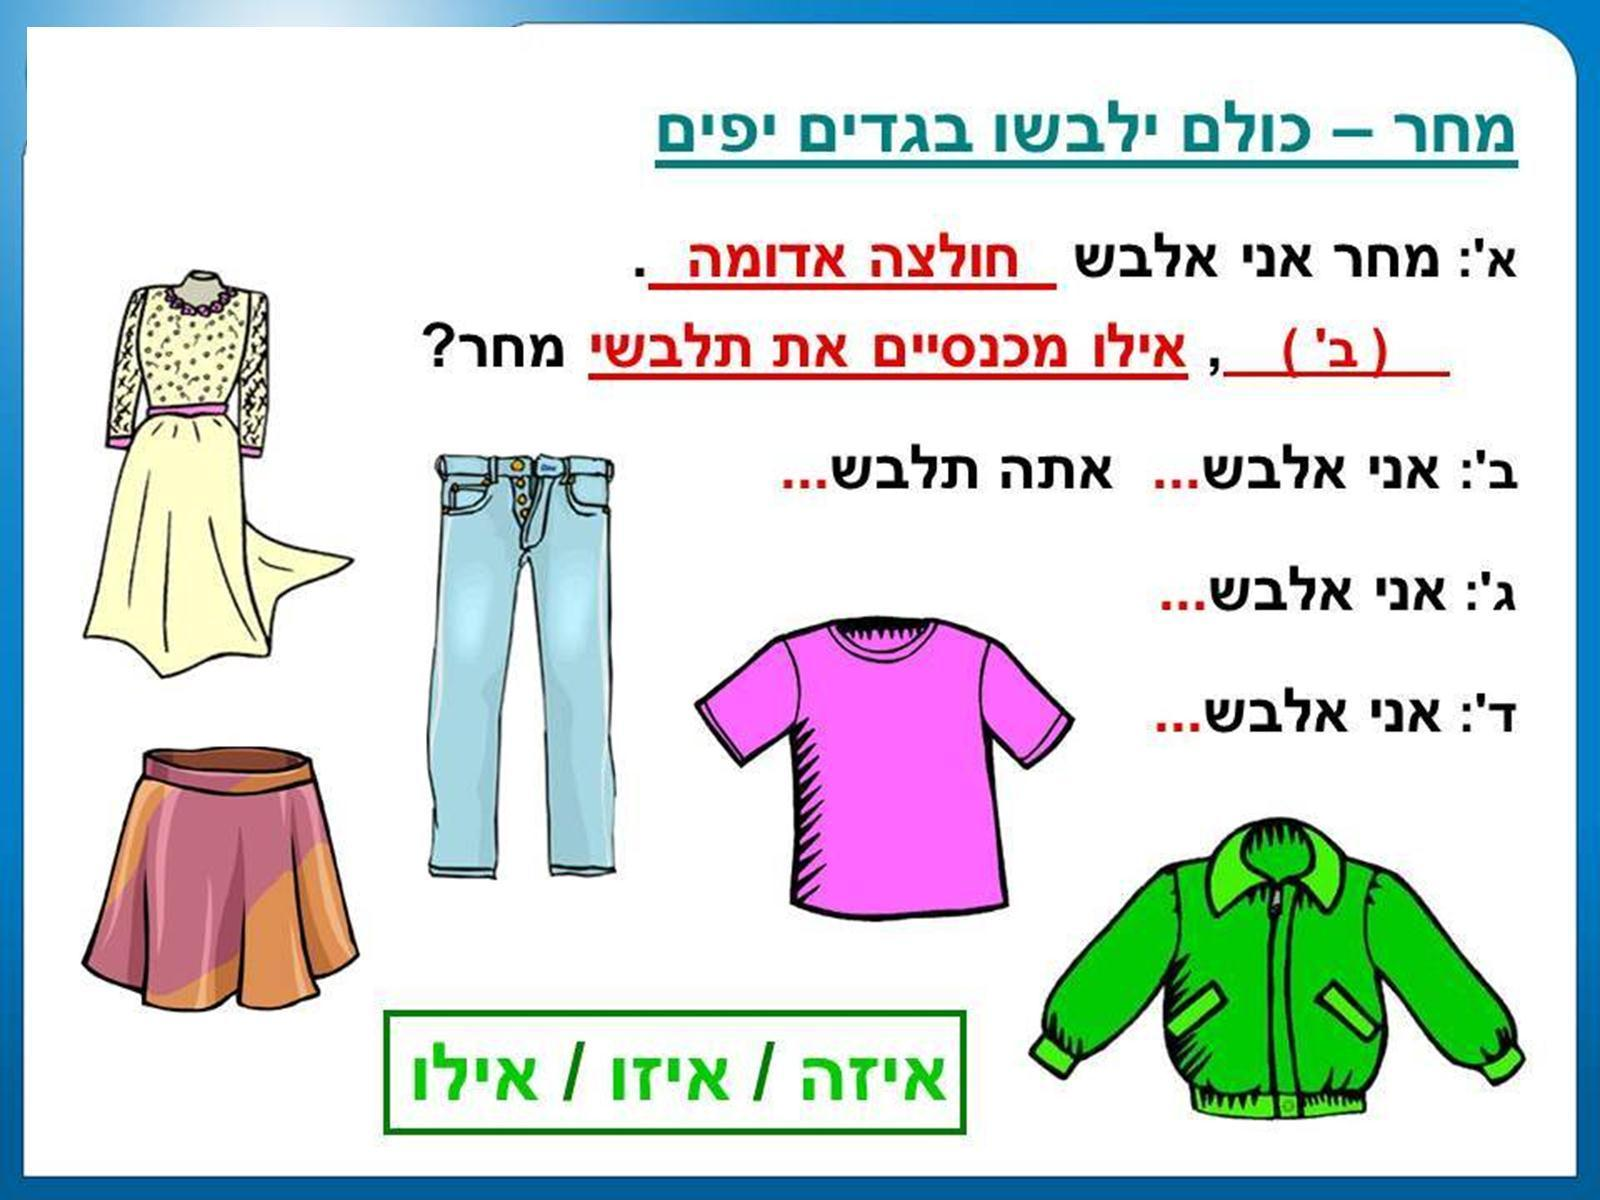 מחר – כולם ילבשו בגדים יפים
א': מחר אני אלבש חולצה אדומה.
( ב' ), אילו מכנסיים את תלבשי מחר?
ב': אני אלבש... אתה תלבש...
ג': אני אלבש...
ד': אני אלבש...
איזה / איזו / אילו